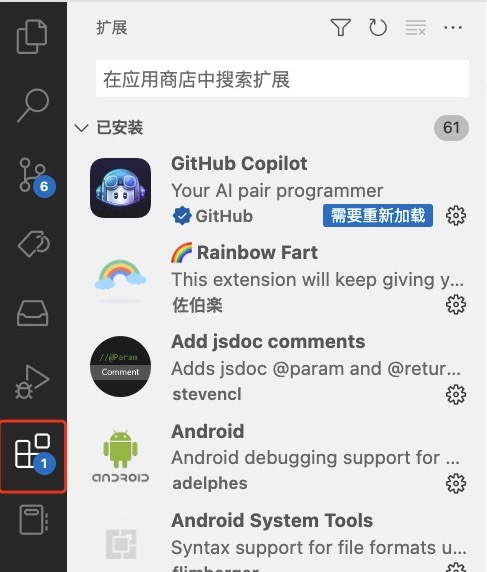 扩展
在应用商店中搜索扩展
已安装
61
GitHub Copilot
Your AI pair programmer
GitHub
需要重新加载
6
🌈 Rainbow Fart
This extension will keep giving y...
佐伯楽
//@Param
Comment
Add jsdoc comments
Adds jsdoc @param and @retur...
stevencl
Android
Android debugging support for ...
adelphes
ANDROID
1
Android System Tools
Syntax support for file formats u...
flimberger